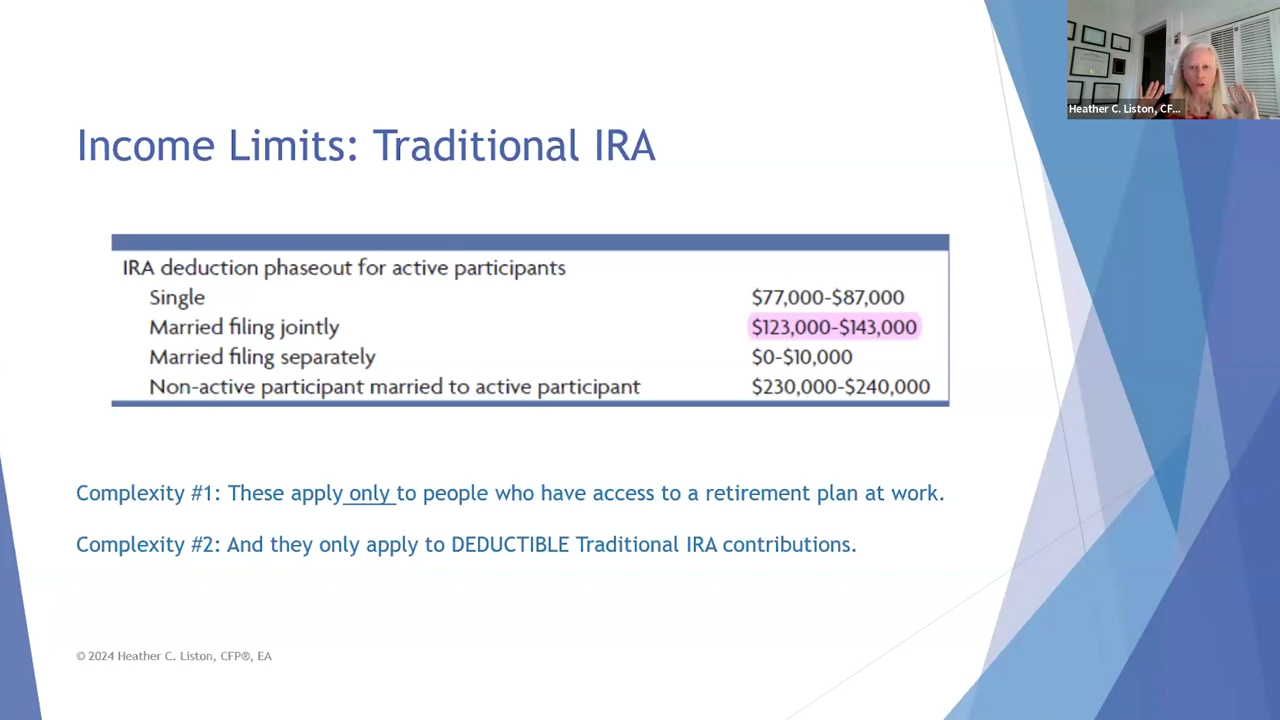 Heather C. Liston, CF...
Income Limits: Traditional IRA
IRA deduction phaseout for active participants
Single $77,000-$87,000
Married filing jointly $123,000-$143,000
Married filing separately $0-$10,000
Non-active participant married to active participant $230,000-$240,000
Complexity #1: These apply only to people who have access to a retirement plan at work.
Complexity #2: And they only apply to DEDUCTIBLE Traditional IRA contributions.
© 2024 Heather C. Liston, CFP®, EA